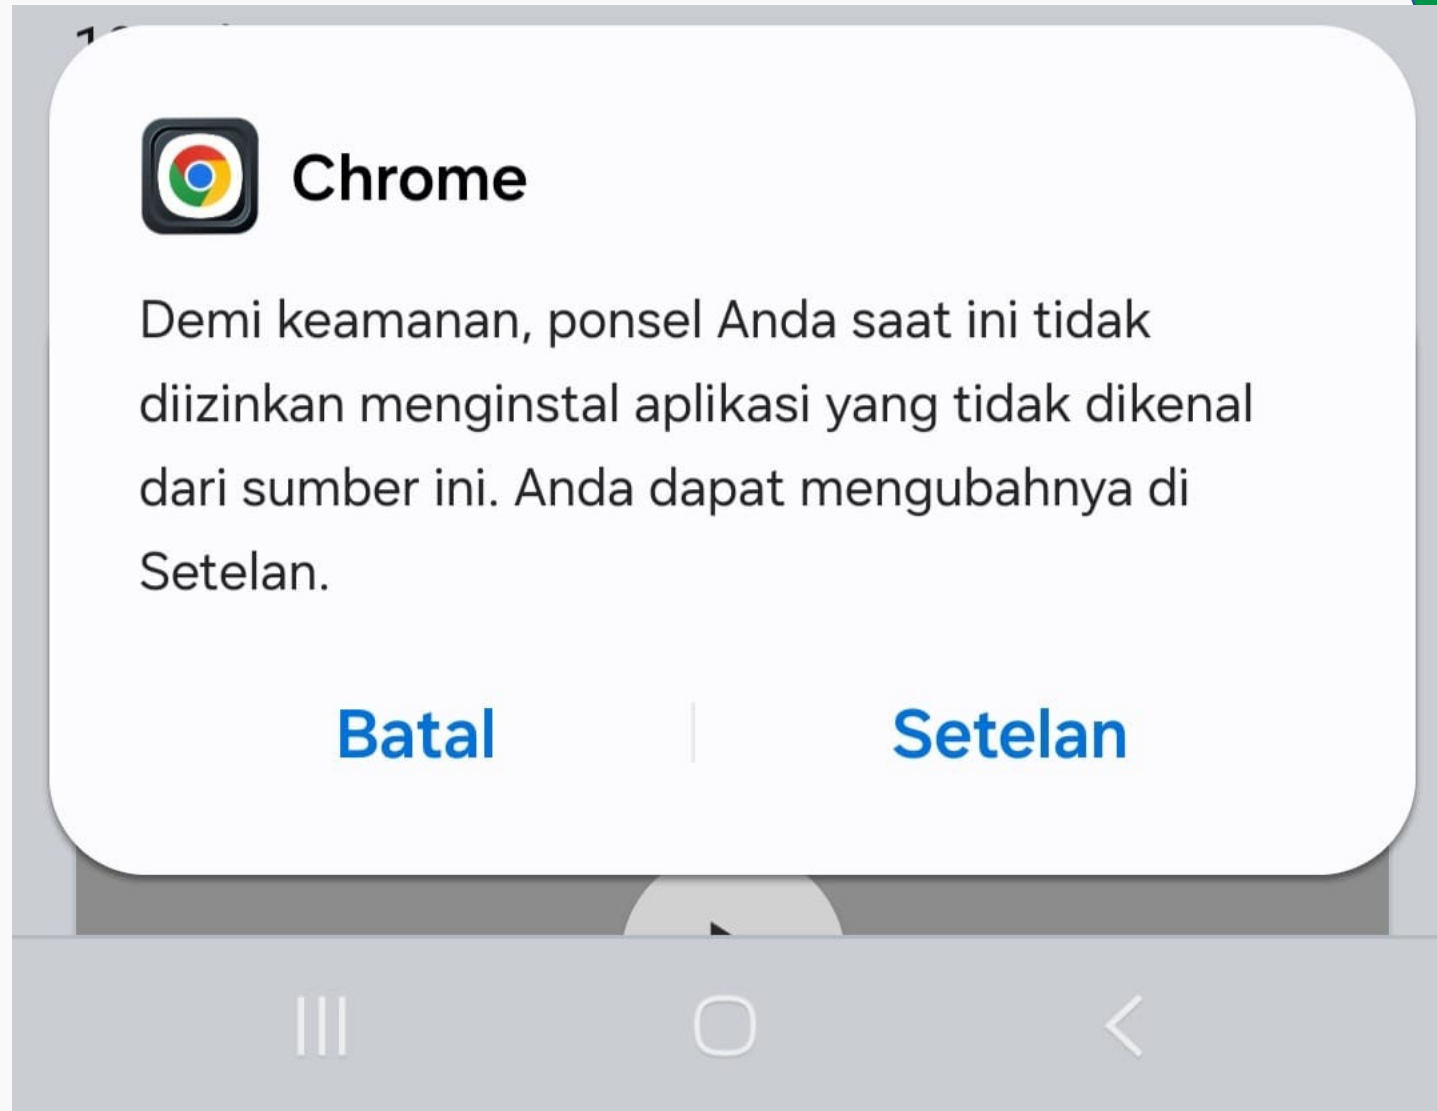 Chrome
Demi keamanan, ponsel Anda saat ini tidak
diizinkan menginstal aplikasi yang tidak dikenal
dari sumber ini. Anda dapat mengubahnya di
Setelan.
Batal
Setelan